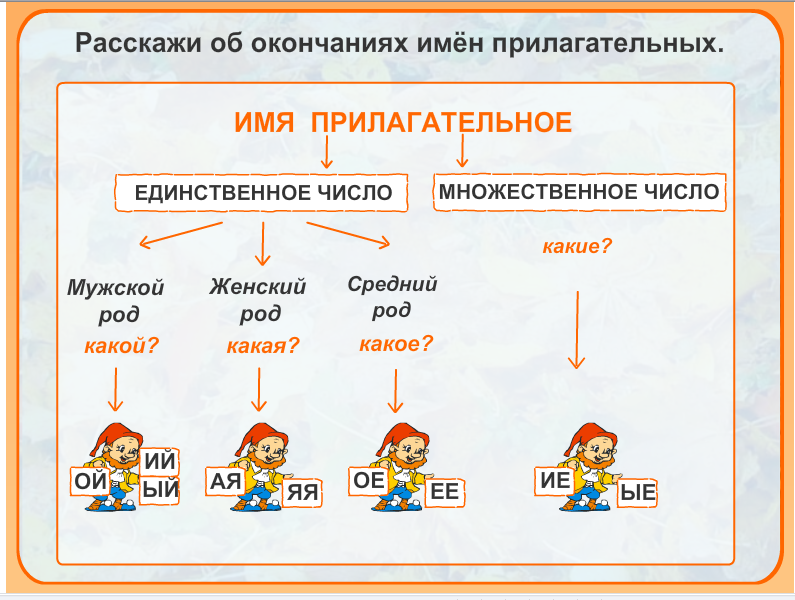 Расскажи об окончаниях имён прилагательных.
ИМЯ ПРИЛАГАТЕЛЬНОЕ
ЕДИНСТВЕННОЕ ЧИСЛО
МНОЖЕСТВЕННОЕ ЧИСЛО
Мужской
род
какой?
Женский
род
какая?
Средний
род
какое?
какие?
ОЙ
ИЙ
ЫЙ
АЯ
ЯЯ
ОЕ
ЕЕ
ИЕ
ЫЕ